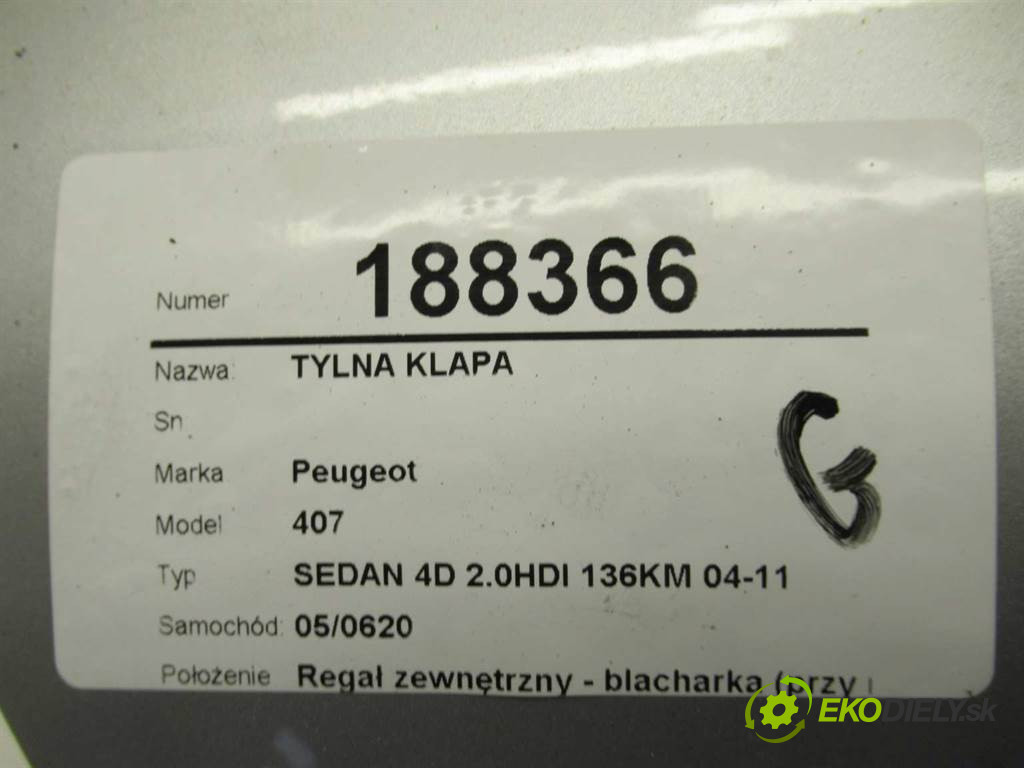 Numer 188366
Nazwa: TYLNA KLAPA
Sn
Marka Peugeot
Model 407
Typ SEDAN 4D 2.0HDI 136KM 04-11
Samochód: 05/0620
Położenie Regał zewnętrzny - blacharka (przy
G
EKODIELY.sk